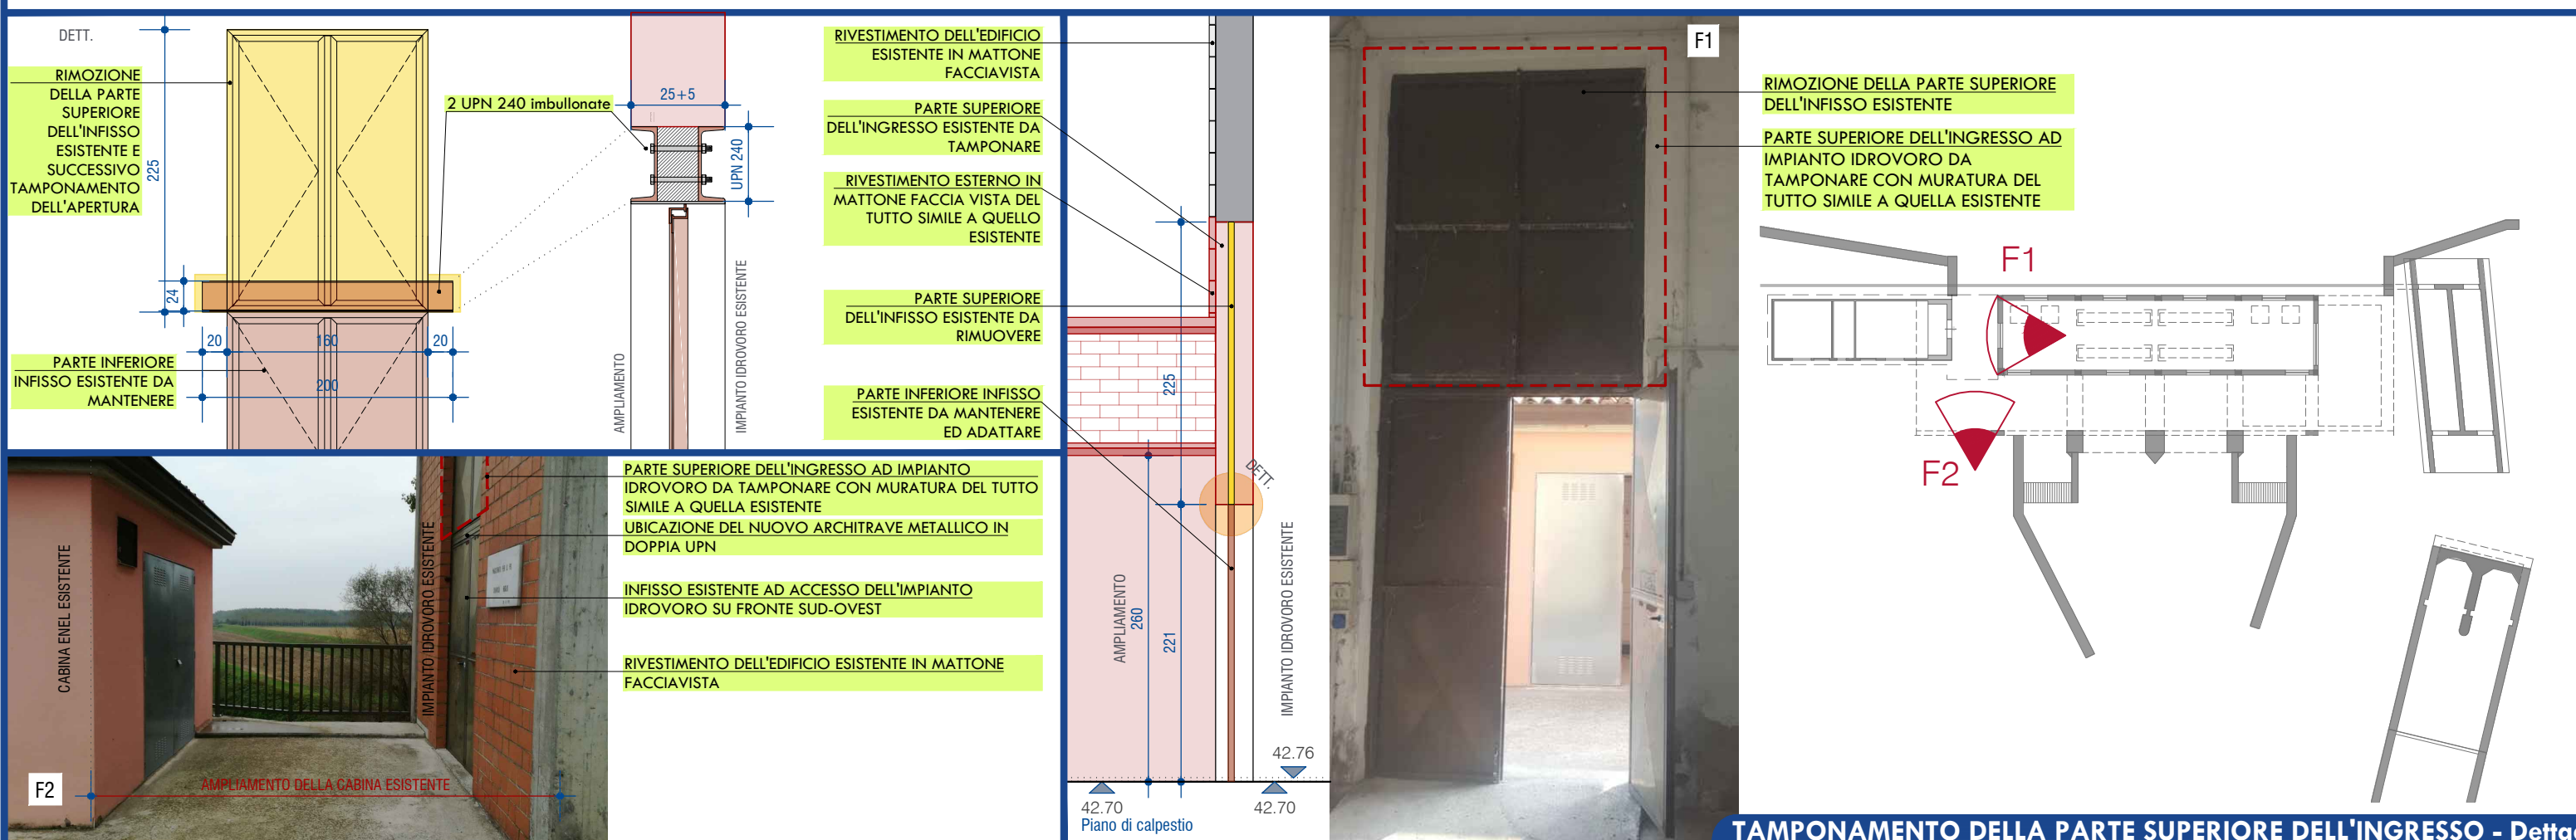 DETT.
RIMOZIONE
DELLA PARTE
SUPERIORE
DELL'INFISSO
ESISTENTE E
SUCCESSIVO
TAMPONAMENTO
DELL'APERTURA
225
24
20
160
20
200
PARTE INFERIORE
INFISSO ESISTENTE DA
MANTENERE
2 UPN 240 imbullonate
25+5
UPN 240
AMPLIAMENTO
IMPIANTO IDROVORO ESISTENTE
RIVESTIMENTO DELL'EDIFICIO
ESISTENTE IN MATTONE
FACCIAVISTA
PARTE SUPERIORE
DELL'INGRESSO ESISTENTE DA
TAMPONARE
RIVESTIMENTO ESTERNO IN
MATTONE FACCIA VISTA DEL
TUTTO SIMILE A QUELLO
ESISTENTE
PARTE SUPERIORE
DELL'INFISSO ESISTENTE DA
RIMUOVERE
PARTE INFERIORE INFISSO
ESISTENTE DA MANTENERE
ED ADATTARE
225
DETT.
AMPLIAMENTO
260
221
IMPIANTO IDROVORO ESISTENTE
42.76
42.70
42.70
Piano di calpestio
F1
RIMOZIONE DELLA PARTE SUPERIORE
DELL'INFISSO ESISTENTE
PARTE SUPERIORE DELL'INGRESSO AD
IMPIANTO IDROVORO DA
TAMPONARE CON MURATURA DEL
TUTTO SIMILE A QUELLA ESISTENTE
F1
F2
CABINA ENEL ESISTENTE
IMPIANTO IDROVORO ESISTENTE
AMPLIAMENTO DELLA CABINA ESISTENTE
F2
PARTE SUPERIORE DELL'INGRESSO AD IMPIANTO
IDROVORO DA TAMPONARE CON MURATURA DEL TUTTO
SIMILE A QUELLA ESISTENTE
UBICAZIONE DEL NUOVO ARCHITRAVE METALLICO IN
DOPPIA UPN
INFISSO ESISTENTE AD ACCESSO DELL'IMPIANTO
IDROVORO SU FRONTE SUD-OVEST
RIVESTIMENTO DELL'EDIFICIO ESISTENTE IN MATTONE
FACCIAVISTA
TAMPONAMENTO DELLA PARTE SUPERIORE DELL'INGRESSO - Detta